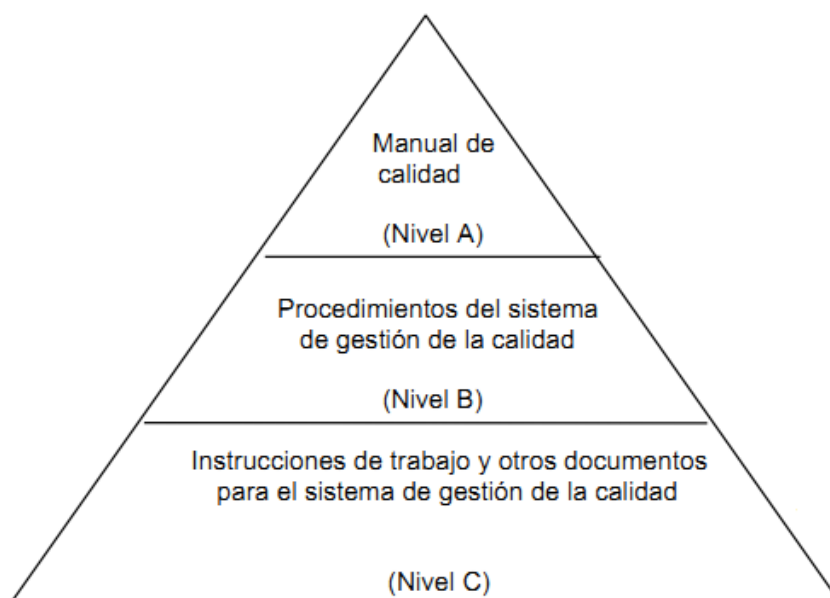 Manual de
calidad
(Nivel A)
Procedimientos del sistema
de gestión de la calidad
(Nivel B)
Instrucciones de trabajo y otros documentos
para el sistema de gestión de la calidad
(Nivel C)